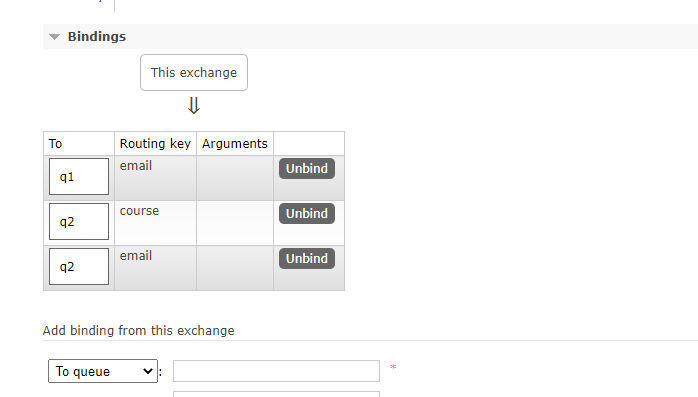 Bindings
This exchange
⇓
To Routing key Arguments
q1 email Unbind
q2 course Unbind
q2 email Unbind
Add binding from this exchange
To queue : *